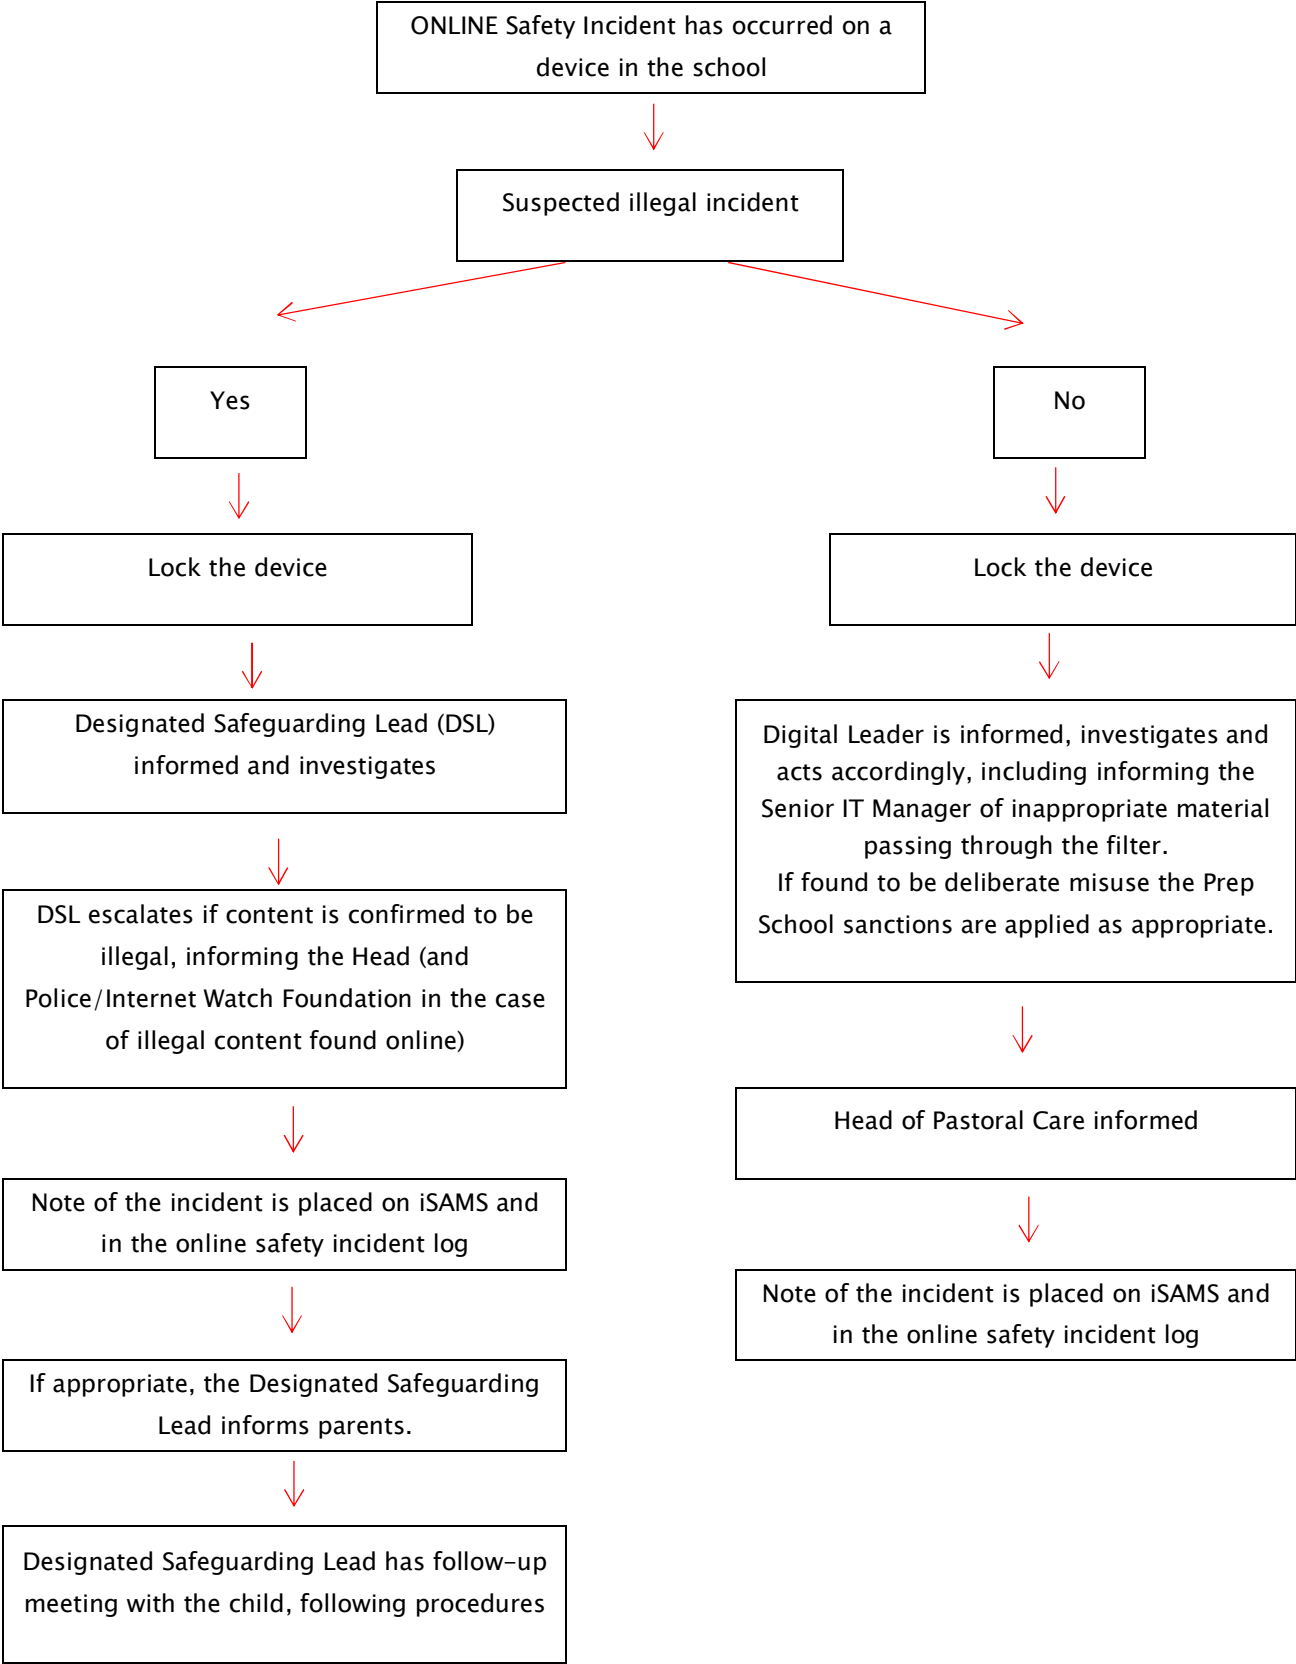 ONLINE Safety Incident has occurred on a
device in the school
Suspected illegal incident
Yes
No
Lock the device
Lock the device
Designated Safeguarding Lead (DSL)
informed and investigates
Digital Leader is informed, investigates and
acts accordingly, including informing the
Senior IT Manager of inappropriate material
passing through the filter.
If found to be deliberate misuse the Prep
School sanctions are applied as appropriate.
DSL escalates if content is confirmed to be
illegal, informing the Head (and
Police/Internet Watch Foundation in the case
of illegal content found online)
Head of Pastoral Care informed
Note of the incident is placed on iSAMS and
in the online safety incident log
Note of the incident is placed on iSAMS and
in the online safety incident log
If appropriate, the Designated Safeguarding
Lead informs parents.
Designated Safeguarding Lead has follow-up
meeting with the child, following procedures